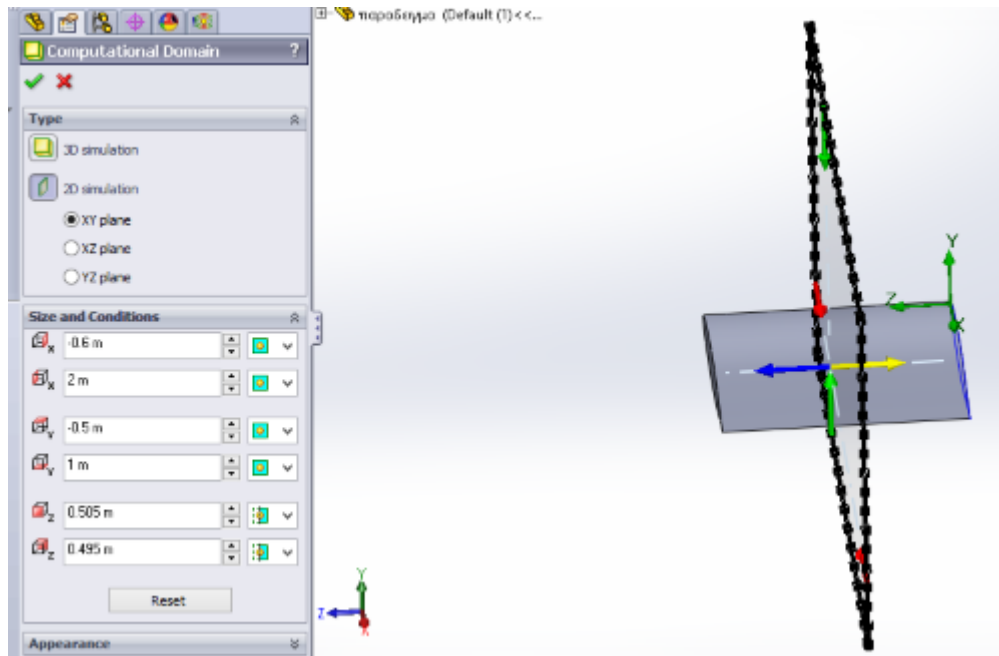 παραδειγμα (Default (1)<<...
Computational Domain ?
Type
3D simulation
2D simulation
XY plane
XZ plane
YZ plane
Size and Conditions
X -0.6 m
X 2 m
Y -0.5 m
Y 1 m
Z 0.505 m
Z 0.495 m
Reset
Appearance
Y
Z
X
Y
Z
X